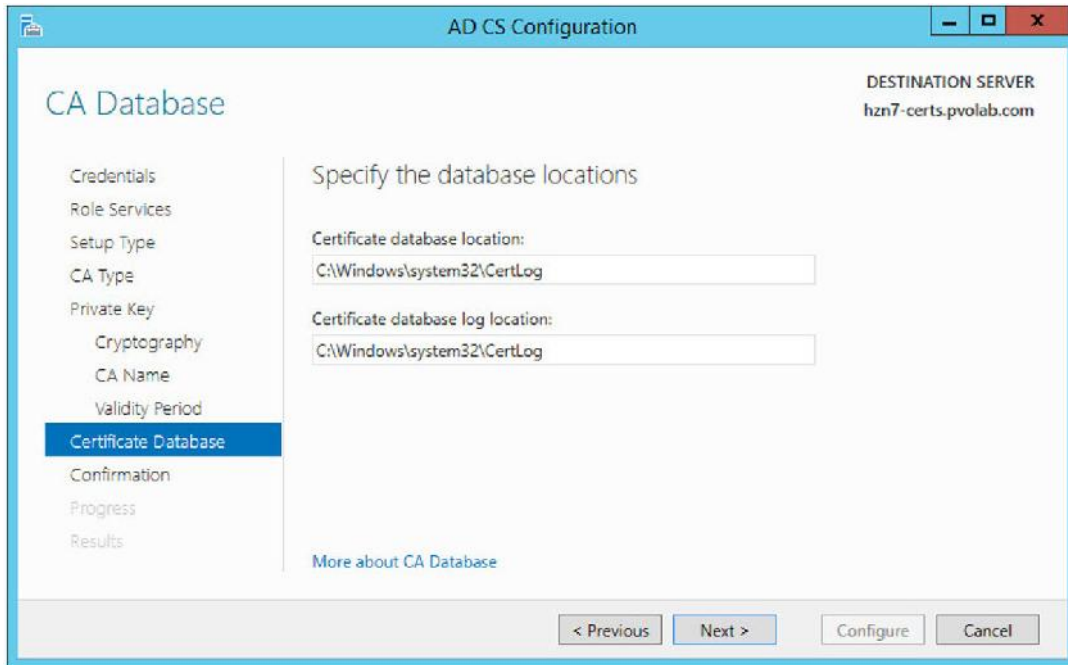 AD CS Configuration
CA Database
DESTINATION SERVER
hzn7-certs.pvolab.com
Credentials
Role Services
Setup Type
CA Type
Private Key
Cryptography
CA Name
Validity Period
Certificate Database
Confirmation
Progress
Results
Specify the database locations
Certificate database location:
C:\Windows\system32\CertLog
Certificate database log location:
C:\Windows\system32\CertLog
More about CA Database
< Previous
Next >
Configure
Cancel